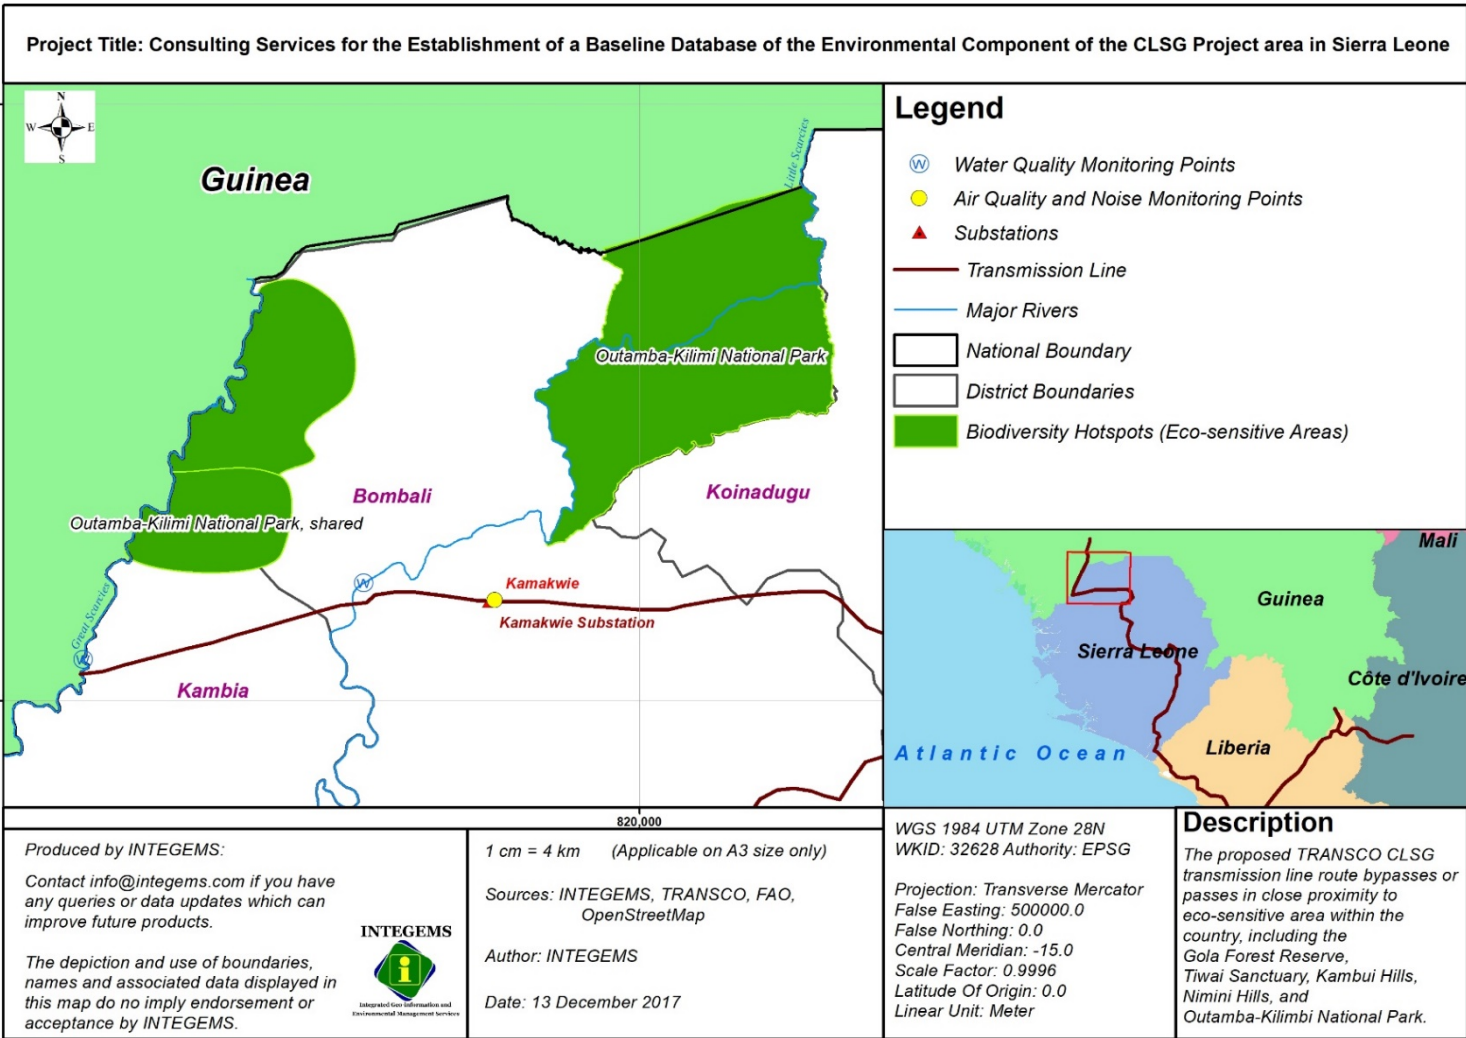 Project Title: Consulting Services for the Establishment of a Baseline Database of the Environmental Component of the CLSG Project area in Sierra Leone
N
W E
S
Guinea
Little Scarcies
Outamba-Kilimi National Park
Bombali
Koinadugu
Outamba-Kilimi National Park, shared
W
Kamakwie
Kamakwie Substation
Great Scarcies
W
Kambia
820,000
Legend
W Water Quality Monitoring Points
Air Quality and Noise Monitoring Points
Substations
Transmission Line
Major Rivers
National Boundary
District Boundaries
Biodiversity Hotspots (Eco-sensitive Areas)
Mali
Guinea
Sierra Leone
Côte d'Ivoire
Liberia
Atlantic Ocean
Produced by INTEGEMS:
Contact info@integems.com if you have
any queries or data updates which can
improve future products.
The depiction and use of boundaries,
names and associated data displayed in
this map do no imply endorsement or
acceptance by INTEGEMS.
INTEGEMS
i
Integrated Geo-information and
Environmental Management Services
1 cm = 4 km (Applicable on A3 size only)
Sources: INTEGEMS, TRANSCO, FAO,
OpenStreetMap
Author: INTEGEMS
Date: 13 December 2017
WGS 1984 UTM Zone 28N
WKID: 32628 Authority: EPSG
Projection: Transverse Mercator
False Easting: 500000.0
False Northing: 0.0
Central Meridian: -15.0
Scale Factor: 0.9996
Latitude Of Origin: 0.0
Linear Unit: Meter
Description
The proposed TRANSCO CLSG
transmission line route bypasses or
passes in close proximity to
eco-sensitive area within the
country, including the
Gola Forest Reserve,
Tiwai Sanctuary, Kambui Hills,
Nimini Hills, and
Outamba-Kilimbi National Park.